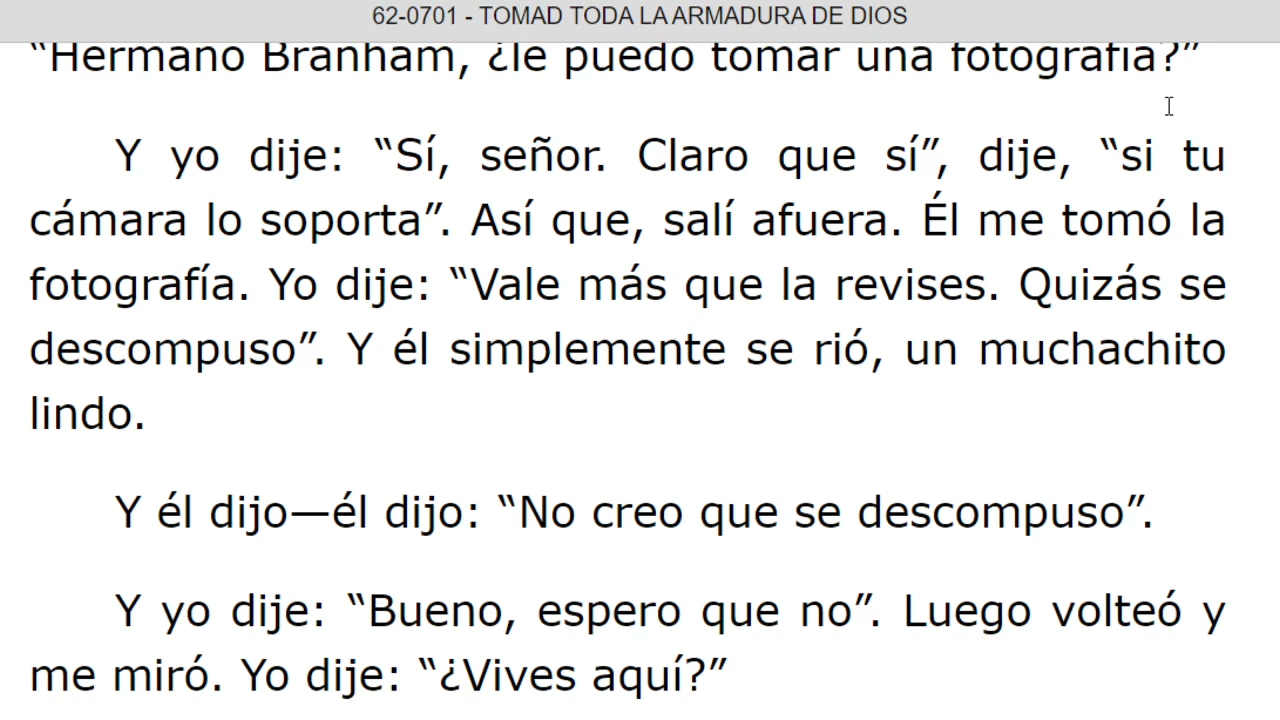 62-0701 - TOMAD TODA LA ARMADURA DE DIOS
“Hermano Branham, ¿le puedo tomar una fotografía?”
Y yo dije: “Sí, señor. Claro que sí”, dije, “si tu
cámara lo soporta”. Así que, salí afuera. Él me tomó la
fotografía. Yo dije: “Vale más que la revises. Quizás se
descompuso”. Y él simplemente se rió, un muchachito
lindo.
Y él dijo—él dijo: “No creo que se descompuso”.
Y yo dije: “Bueno, espero que no”. Luego volteó y
me miró. Yo dije: “¿Vives aquí?”